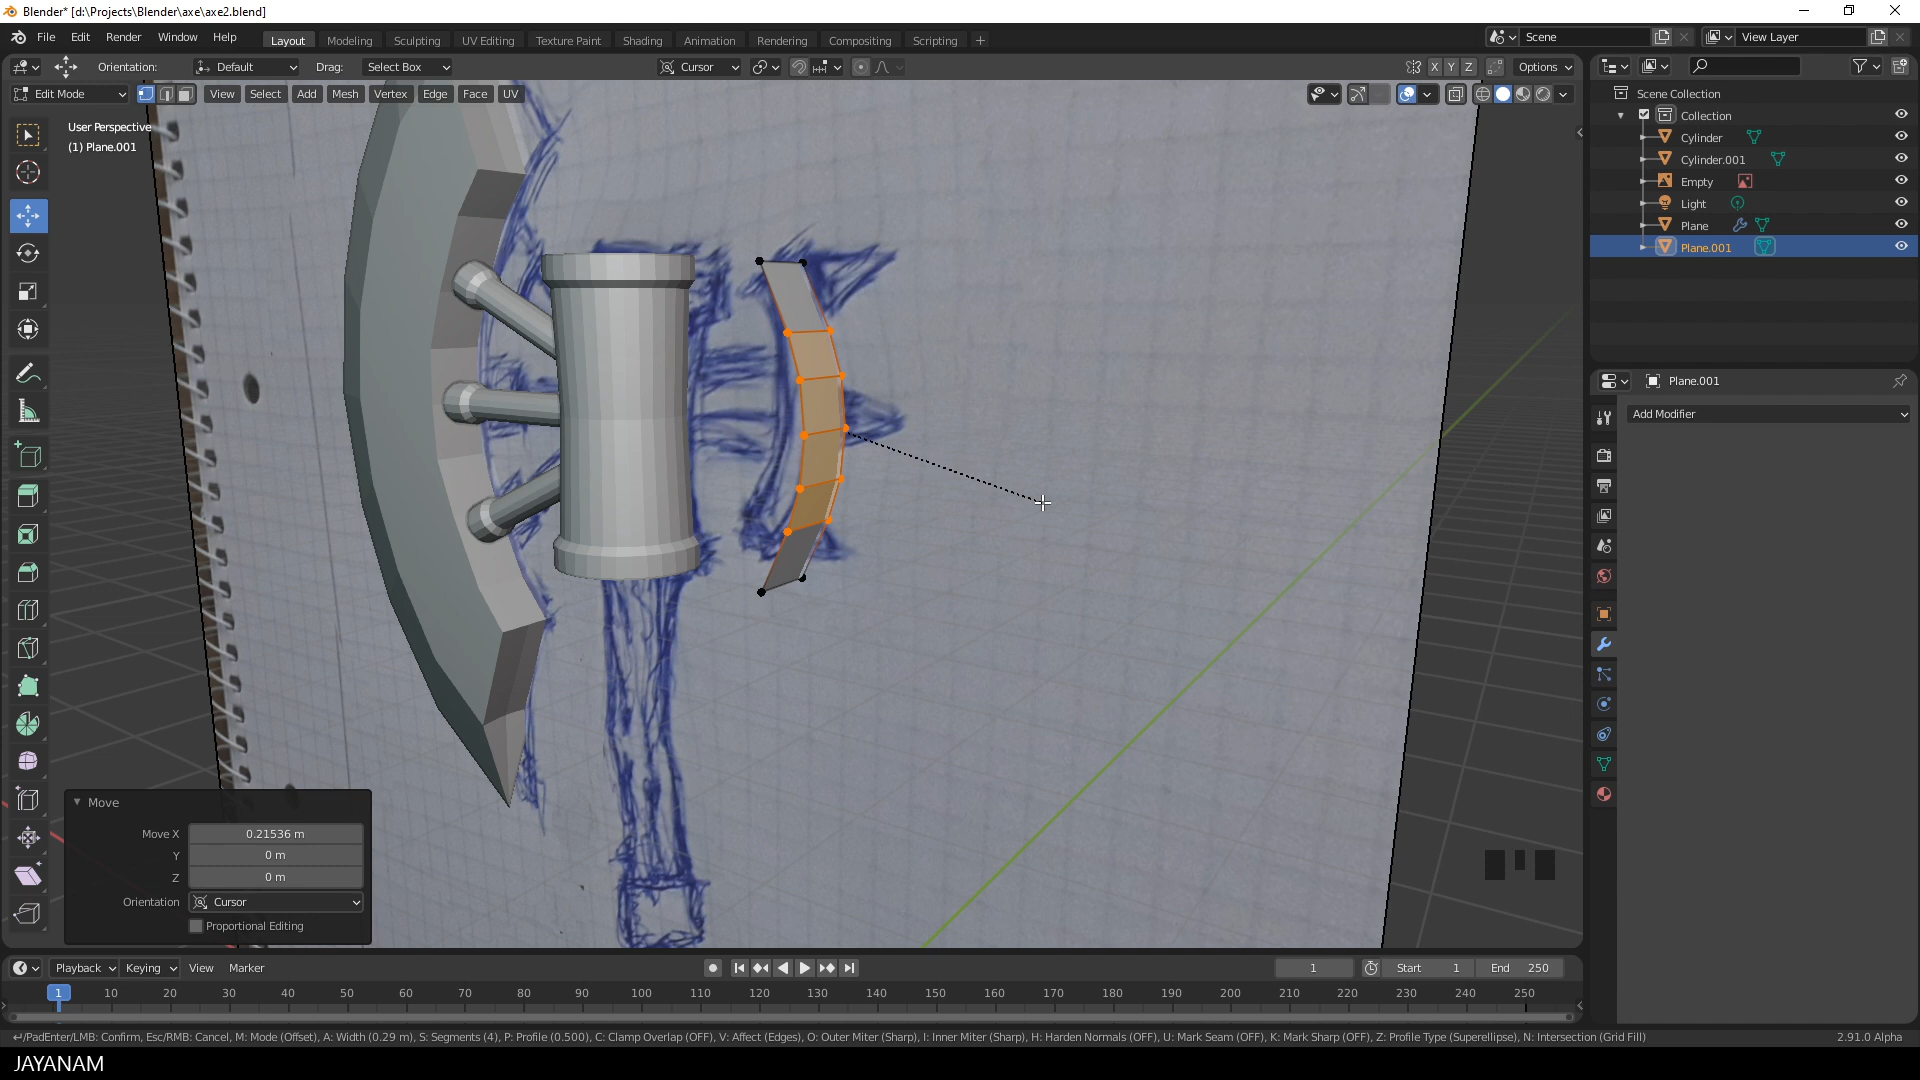 Blender* [d:\Projects\Blender\axe\axe2.blend]
File Edit Render Window Help Layout Modeling Sculpting UV Editing Texture Paint Shading Animation Rendering Compositing Scripting + Scene View Layer
Orientation: Default Drag: Select Box Cursor X Y Z Options
Edit Mode View Select Add Mesh Vertex Edge Face UV
User Perspective
(1) Plane.001
Scene Collection
Collection
Cylinder
Cylinder.001
Empty
Light
Plane
Plane.001
Plane.001
Add Modifier
Move
Move X 0.21536 m
Y 0 m
Z 0 m
Orientation Cursor
Proportional Editing
Playback Keying View Marker 1 Start 1 End 250
1 10 20 30 40 50 60 70 80 90 100 110 120 130 140 150 160 170 180 190 200 210 220 230 240 250
↵/PadEnter/LMB: Confirm, Esc/RMB: Cancel, M: Mode (Offset), A: Width (0.29 m), S: Segments (4), P: Profile (0.500), C: Clamp Overlap (OFF), V: Affect (Edges), O: Outer Miter (Sharp), I: Inner Miter (Sharp), H: Harden Normals (OFF), U: Mark Seam (OFF), K: Mark Sharp (OFF), Z: Profile Type (Superellipse), N: Intersection (Grid Fill) 2.91.0 Alpha
JAYANAM